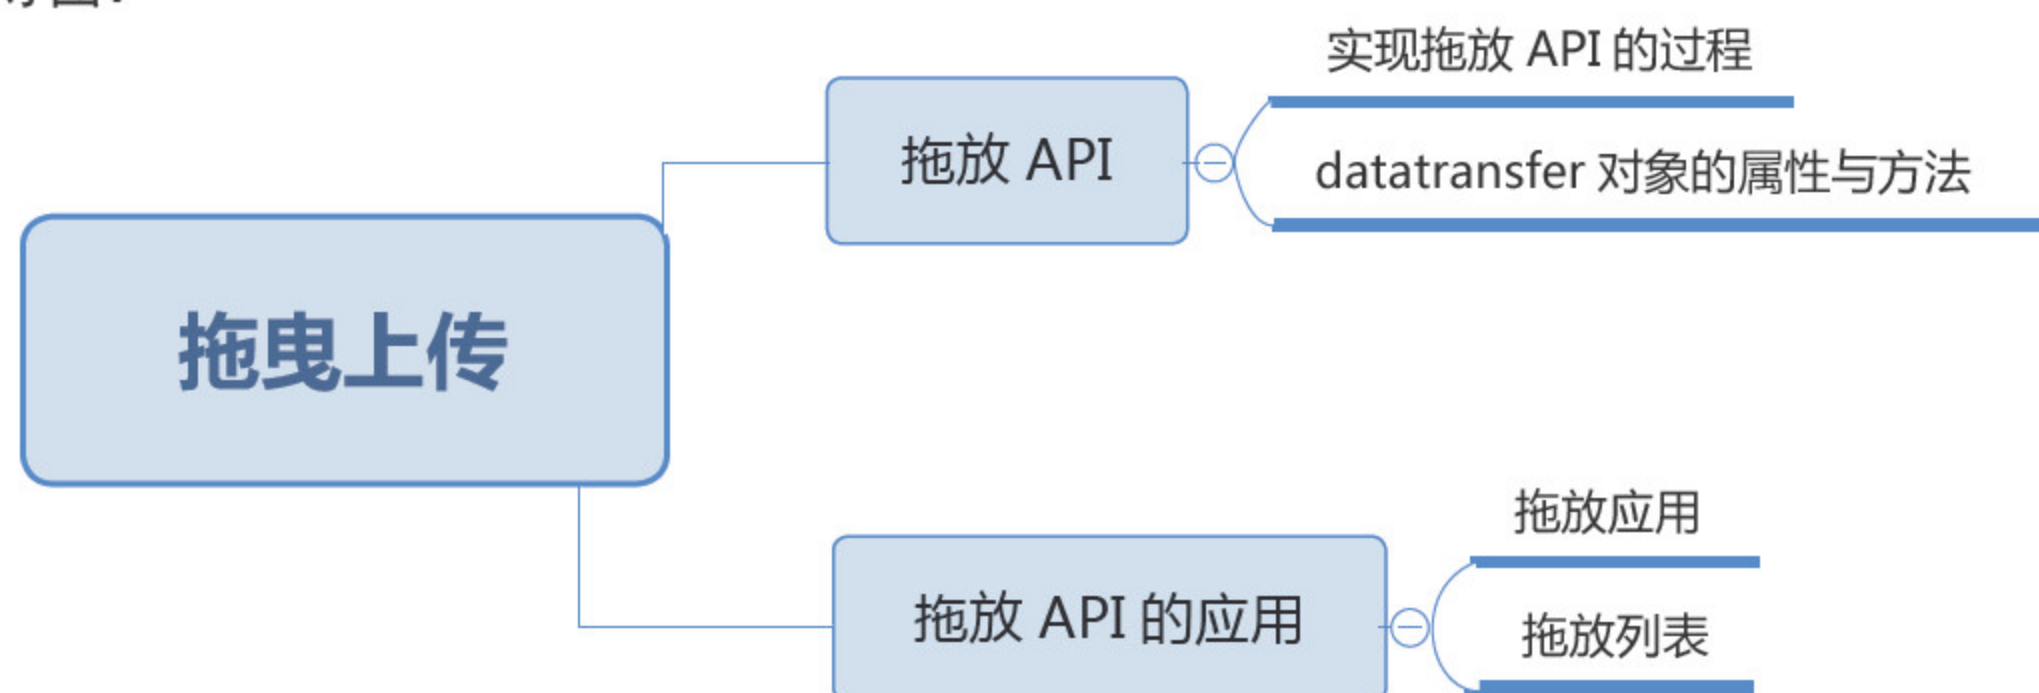 实现拖放 API 的过程
拖放 API
datatransfer 对象的属性与方法
拖曳上传
拖放应用
拖放 API 的应用
拖放列表